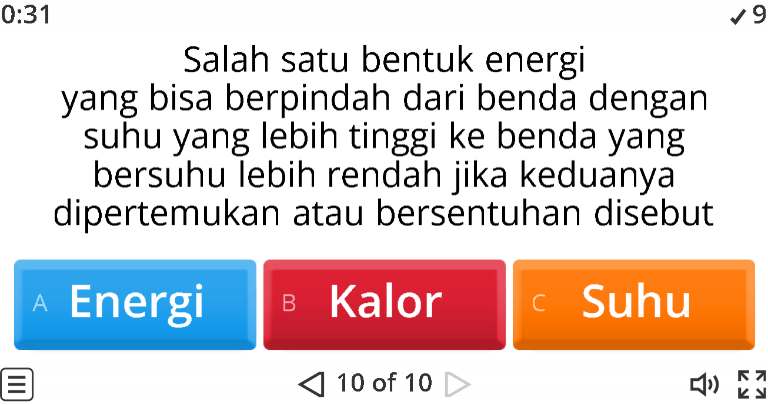 0:31
✓ 9
Salah satu bentuk energi
yang bisa berpindah dari benda dengan
suhu yang lebih tinggi ke benda yang
bersuhu lebih rendah jika keduanya
dipertemukan atau bersentuhan disebut
A Energi
B Kalor
C Suhu
10 of 10